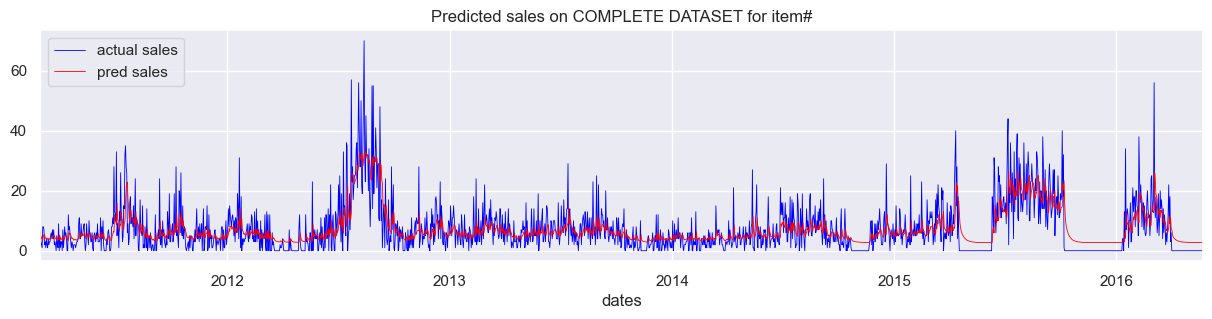 Predicted sales on COMPLETE DATASET for item#
actual sales
pred sales
60
40
20
0
2012
2013
2014
2015
2016
dates